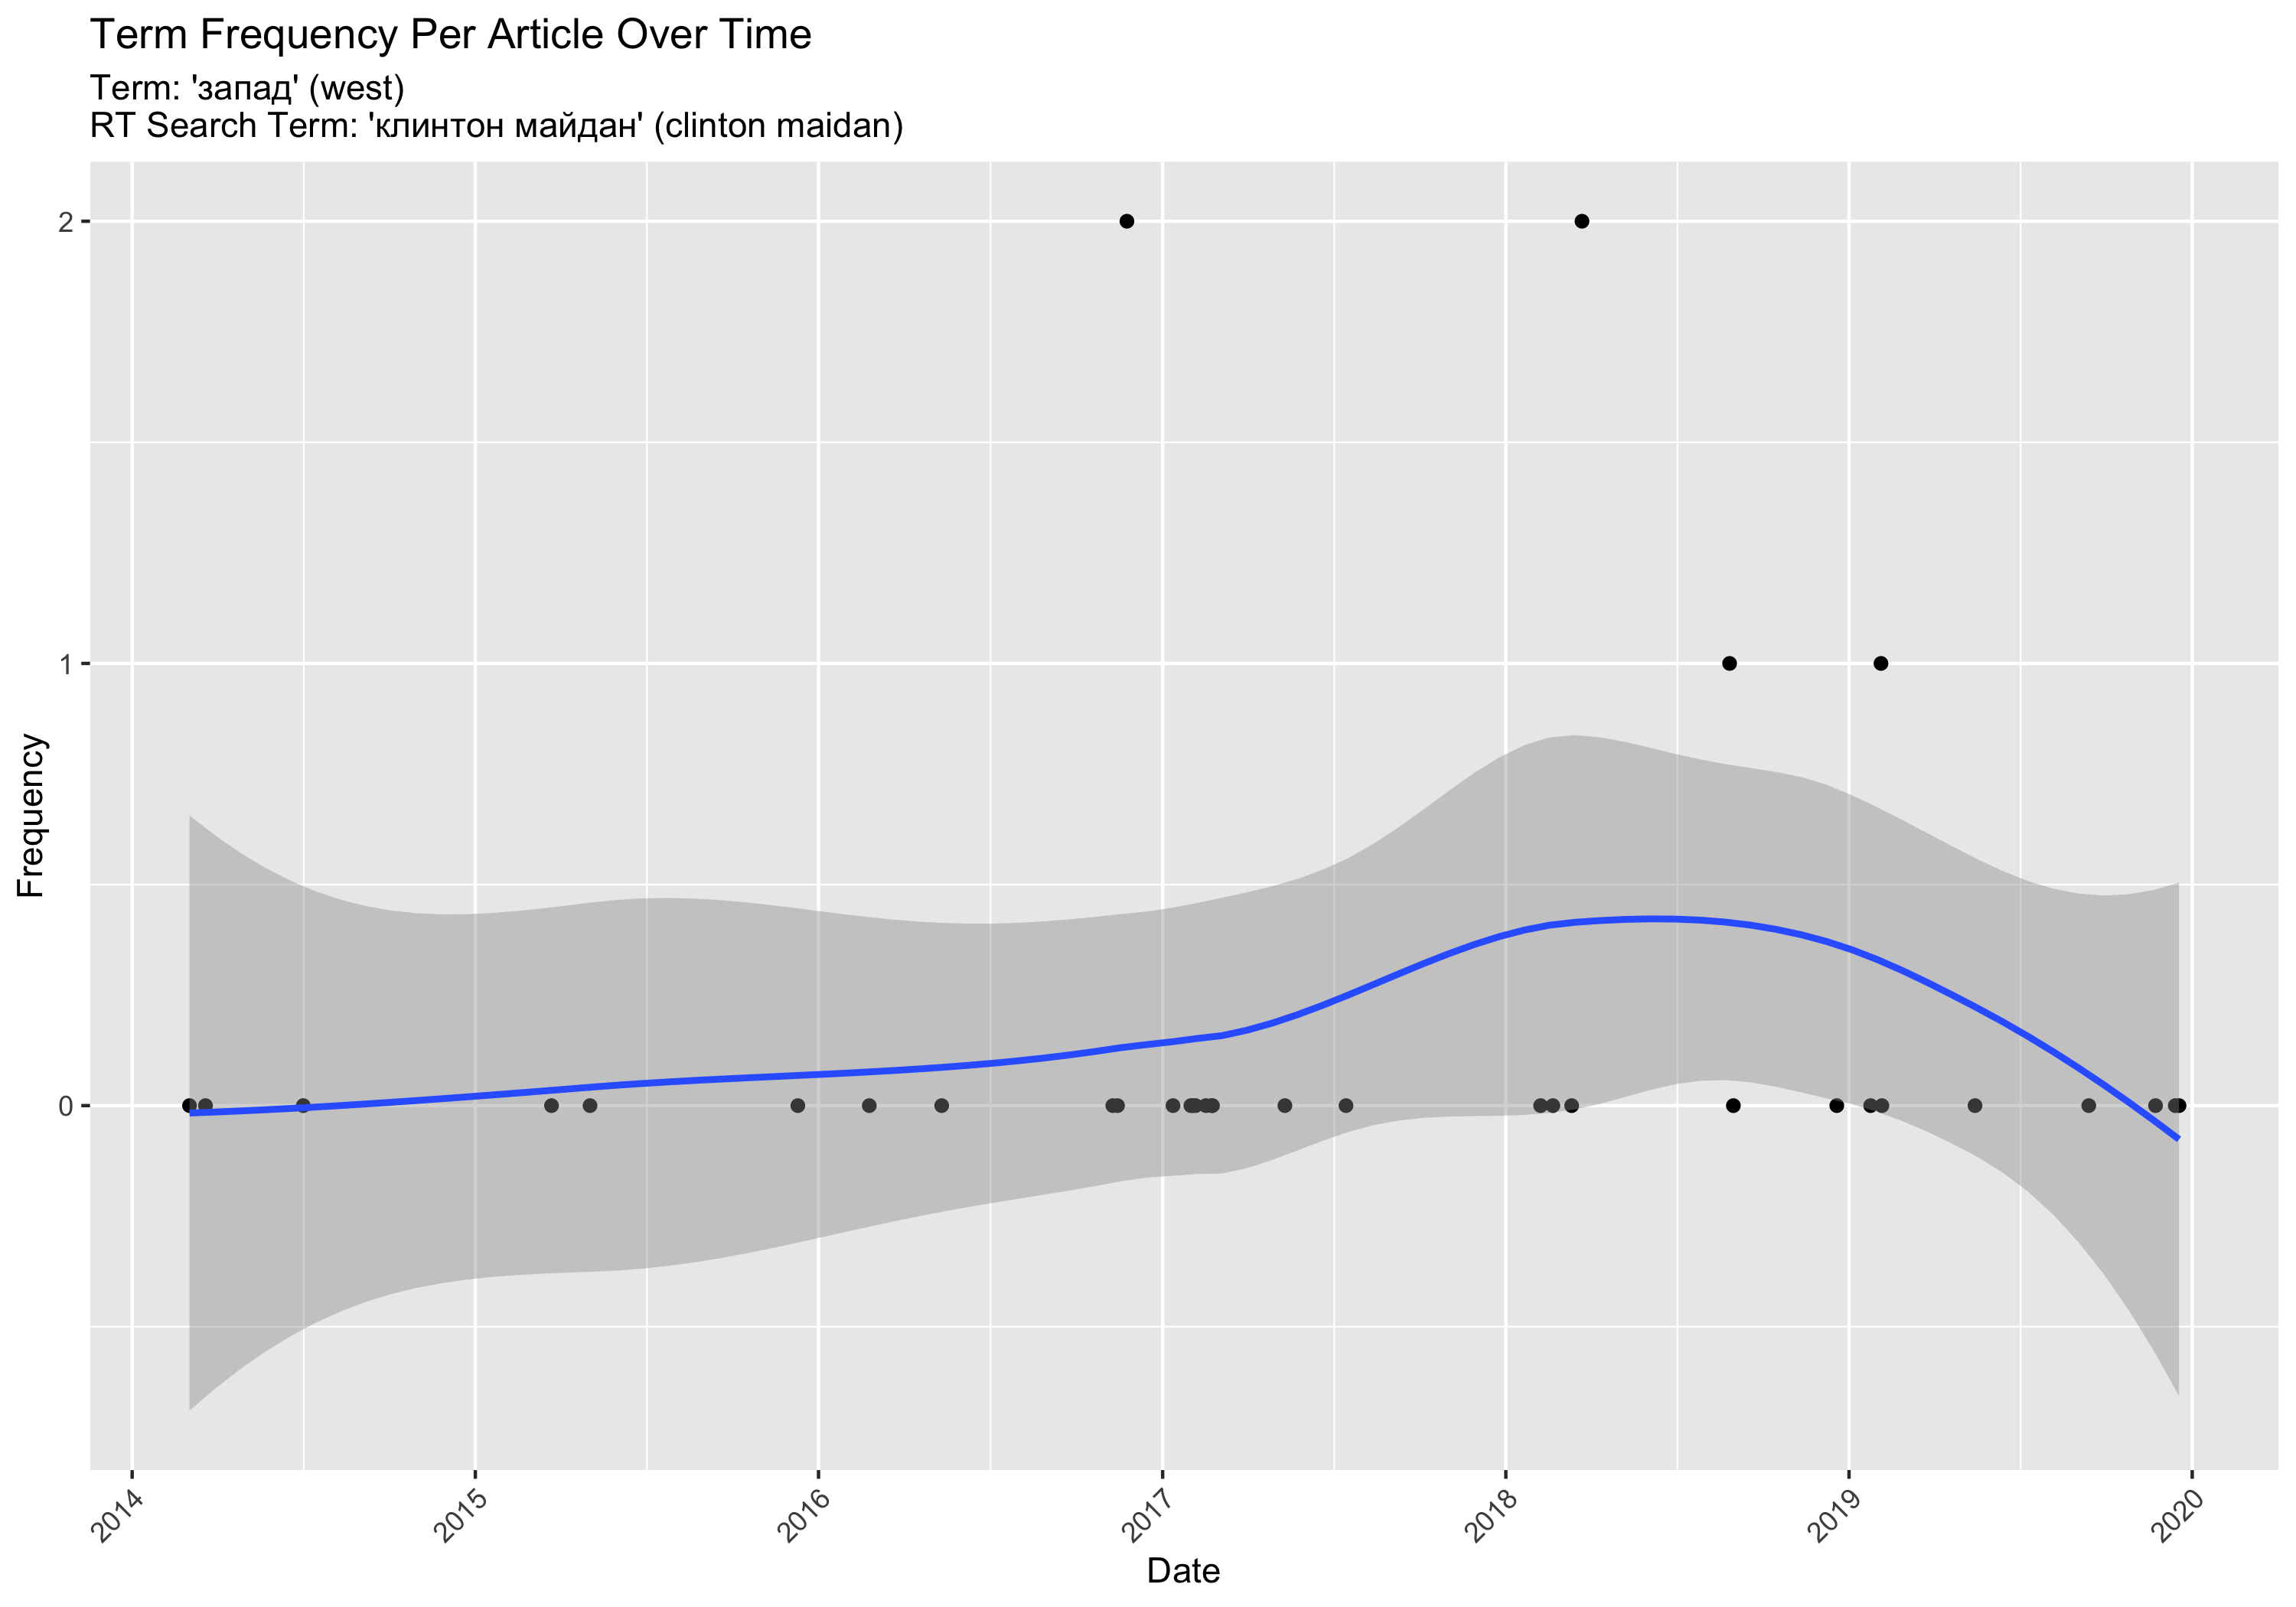 Term Frequency Per Article Over Time
Term: 'запад' (west)
RT Search Term: 'клинтон майдан' (clinton maidan)
2
1
0
Frequency
2014
2015
2016
2017
2018
2019
2020
Date